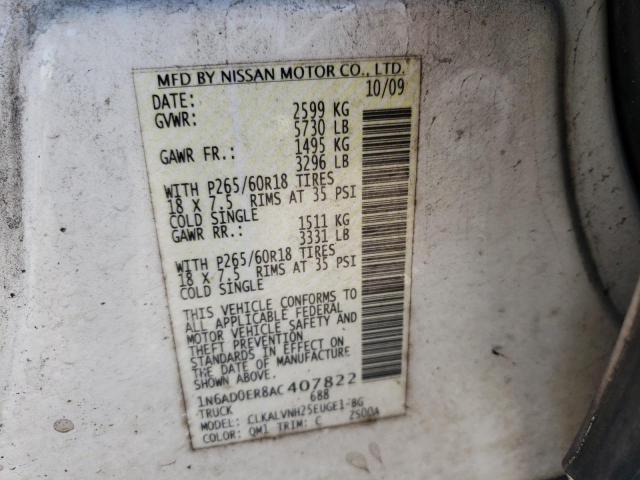 MFD BY NISSAN MOTOR CO., LTD.
DATE: 10/09
GVWR: 2599 KG
5730 LB
GAWR FR.: 1495 KG
3296 LB
WITH P265/60R18 TIRES
18 X 7.5 RIMS AT 35 PSI
COLD SINGLE
GAWR RR.: 1511 KG
3331 LB
WITH P265/60R18 TIRES
18 X 7.5 RIMS AT 35 PSI
COLD SINGLE
THIS VEHICLE CONFORMS TO
ALL APPLICABLE FEDERAL
MOTOR VEHICLE SAFETY AND
THEFT PREVENTION
STANDARDS IN EFFECT ON
THE DATE OF MANUFACTURE
SHOWN ABOVE.
1N6AD0ER8AC 407822
TRUCK 688
MODEL: CLKALVNH25EUGE1-BG
COLOR: QM1 TRIM: C 2500A